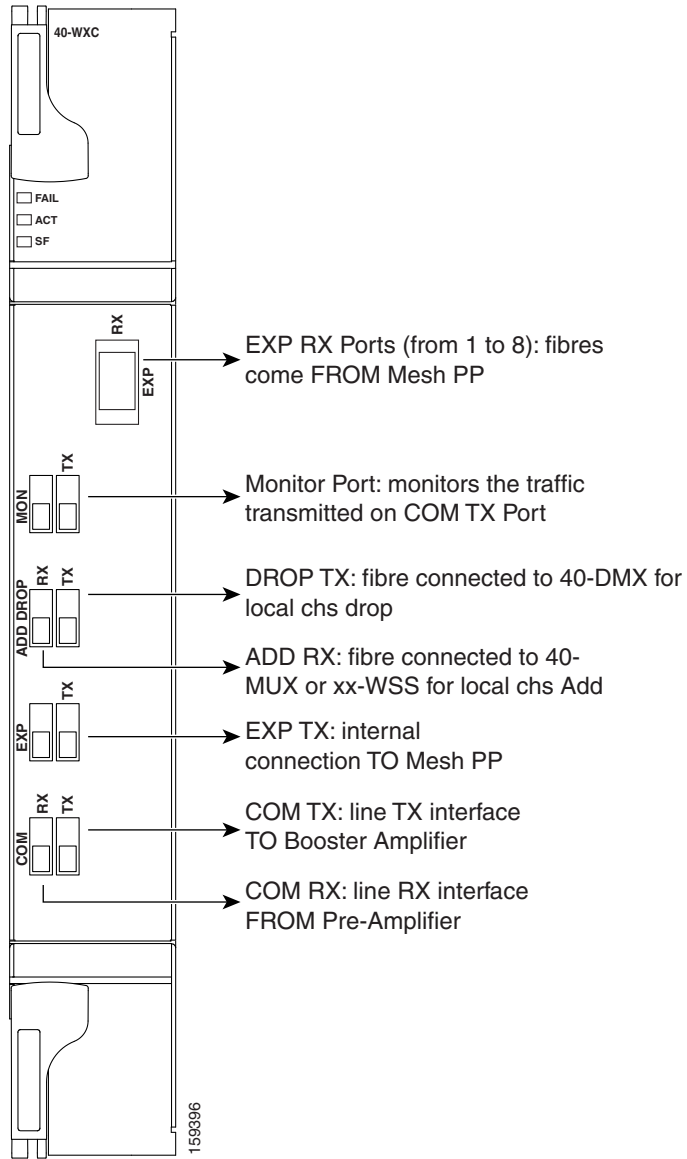 40-WXC
FAIL
ACT
SF
RX
EXP
EXP RX Ports (from 1 to 8): fibres
come FROM Mesh PP
MON
TX
Monitor Port: monitors the traffic
transmitted on COM TX Port
ADD DROP
RX
TX
DROP TX: fibre connected to 40-DMX for
local chs drop
ADD RX: fibre connected to 40-
MUX or xx-WSS for local chs Add
EXP
TX
EXP TX: internal
connection TO Mesh PP
COM
RX
TX
COM TX: line TX interface
TO Booster Amplifier
COM RX: line RX interface
FROM Pre-Amplifier
159396